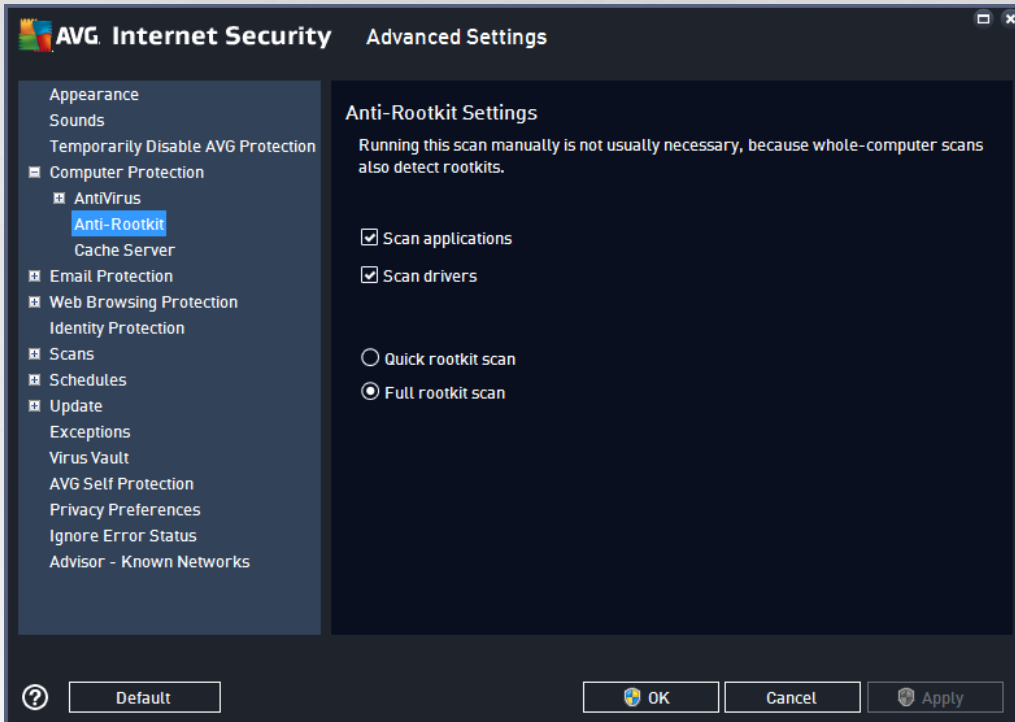 AVG Internet Security Advanced Settings
Appearance
Sounds
Temporarily Disable AVG Protection
Computer Protection
AntiVirus
Anti-Rootkit
Cache Server
Email Protection
Web Browsing Protection
Identity Protection
Scans
Schedules
Update
Exceptions
Virus Vault
AVG Self Protection
Privacy Preferences
Ignore Error Status
Advisor - Known Networks
Anti-Rootkit Settings
Running this scan manually is not usually necessary, because whole-computer scans
also detect rootkits.
Scan applications
Scan drivers
Quick rootkit scan
Full rootkit scan
? Default OK Cancel Apply